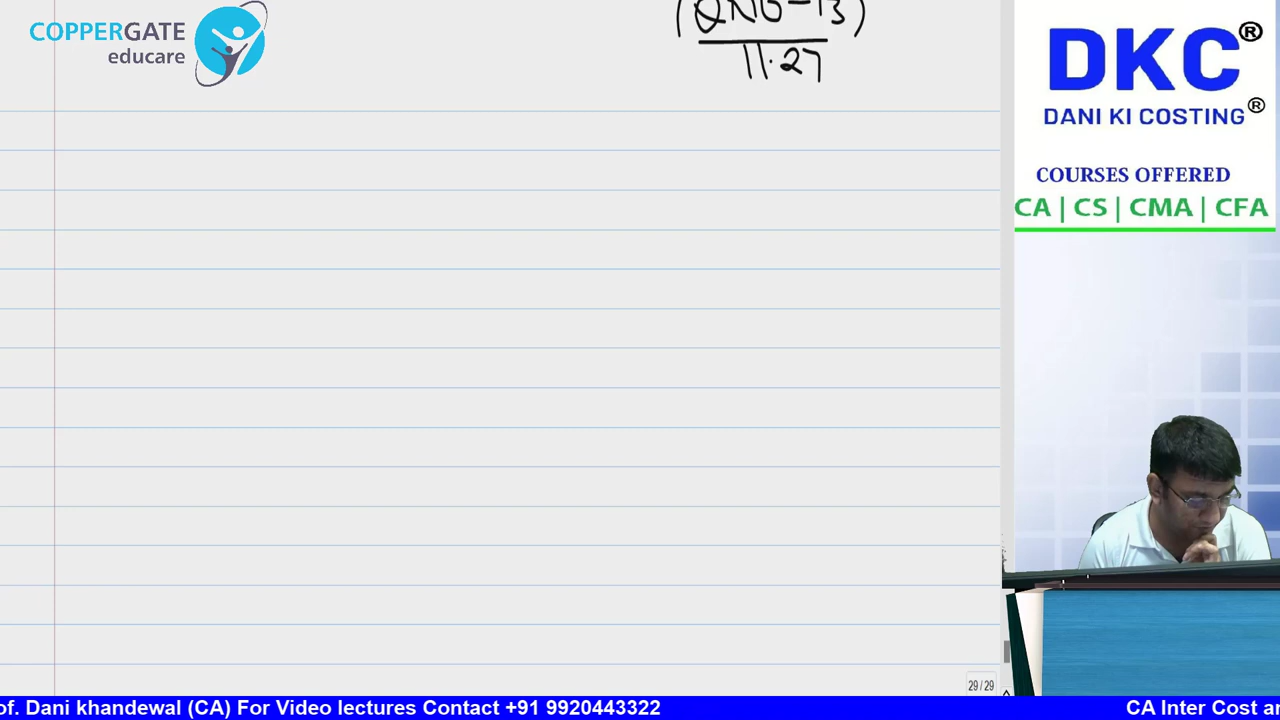 COPPERGATE
educare
(QNO-13)
11.27
DKC®
DANI KI COSTING®
COURSES OFFERED
CA | CS | CMA | CFA
29/29
of. Dani khandewal (CA) For Video lectures Contact +91 9920443322
CA Inter Cost a